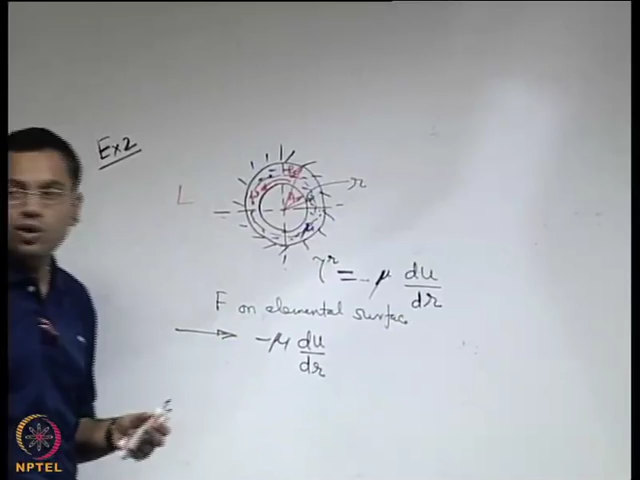 Ex2
L
r
τ = -μ du/dr
F on elemental surface
→ -μ du/dr
NPTEL